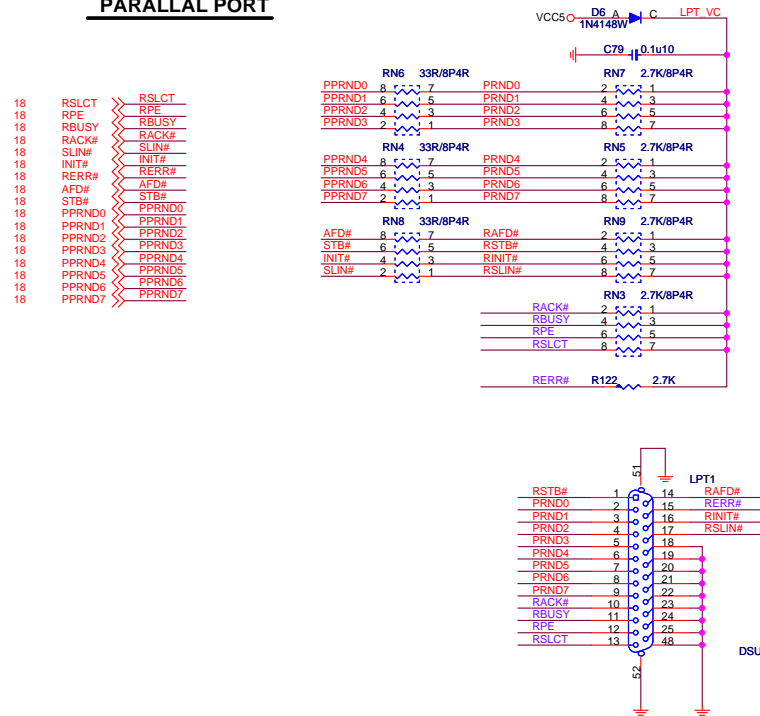 PARALLAL PORT
VCC5 D6 A C LPT_VC
1N4148W
C79 0.1u10
RN6 33R/8P4R RN7 2.7K/8P4R
PPRND0 8 7 PRND0 2 1
PPRND1 6 5 PRND1 4 3
PPRND2 4 3 PRND2 6 5
PPRND3 2 1 PRND3 8 7
RN4 33R/8P4R RN5 2.7K/8P4R
PPRND4 8 7 PRND4 2 1
PPRND5 6 5 PRND5 4 3
PPRND6 4 3 PRND6 6 5
PPRND7 2 1 PRND7 8 7
RN8 33R/8P4R RN9 2.7K/8P4R
AFD# 8 7 RAFD# 2 1
STB# 6 5 RSTB# 4 3
INIT# 4 3 RINIT# 6 5
SLIN# 2 1 RSLIN# 8 7
RN3 2.7K/8P4R
RACK# 2 1
RBUSY 4 3
RPE 6 5
RSLCT 8 7
RERR# R122 2.7K
18 RSLCT RSLCT
18 RPE RPE
18 RBUSY RBUSY
18 RACK# RACK#
18 SLIN# SLIN#
18 INIT# INIT#
18 RERR# RERR#
18 AFD# AFD#
18 STB# STB#
18 PPRND0 PPRND0
18 PPRND1 PPRND1
18 PPRND2 PPRND2
18 PPRND3 PPRND3
18 PPRND4 PPRND4
18 PPRND5 PPRND5
18 PPRND6 PPRND6
18 PPRND7 PPRND7
51
LPT1
RSTB# 1 14 RAFD#
PRND0 2 15 RERR#
PRND1 3 16 RINIT#
PRND2 4 17 RSLIN#
PRND3 5 18
PRND4 6 19
PRND5 7 20
PRND6 8 21
PRND7 9 22
RACK# 10 23
RBUSY 11 24
RPE 12 25
RSLCT 13 48
DSU
52